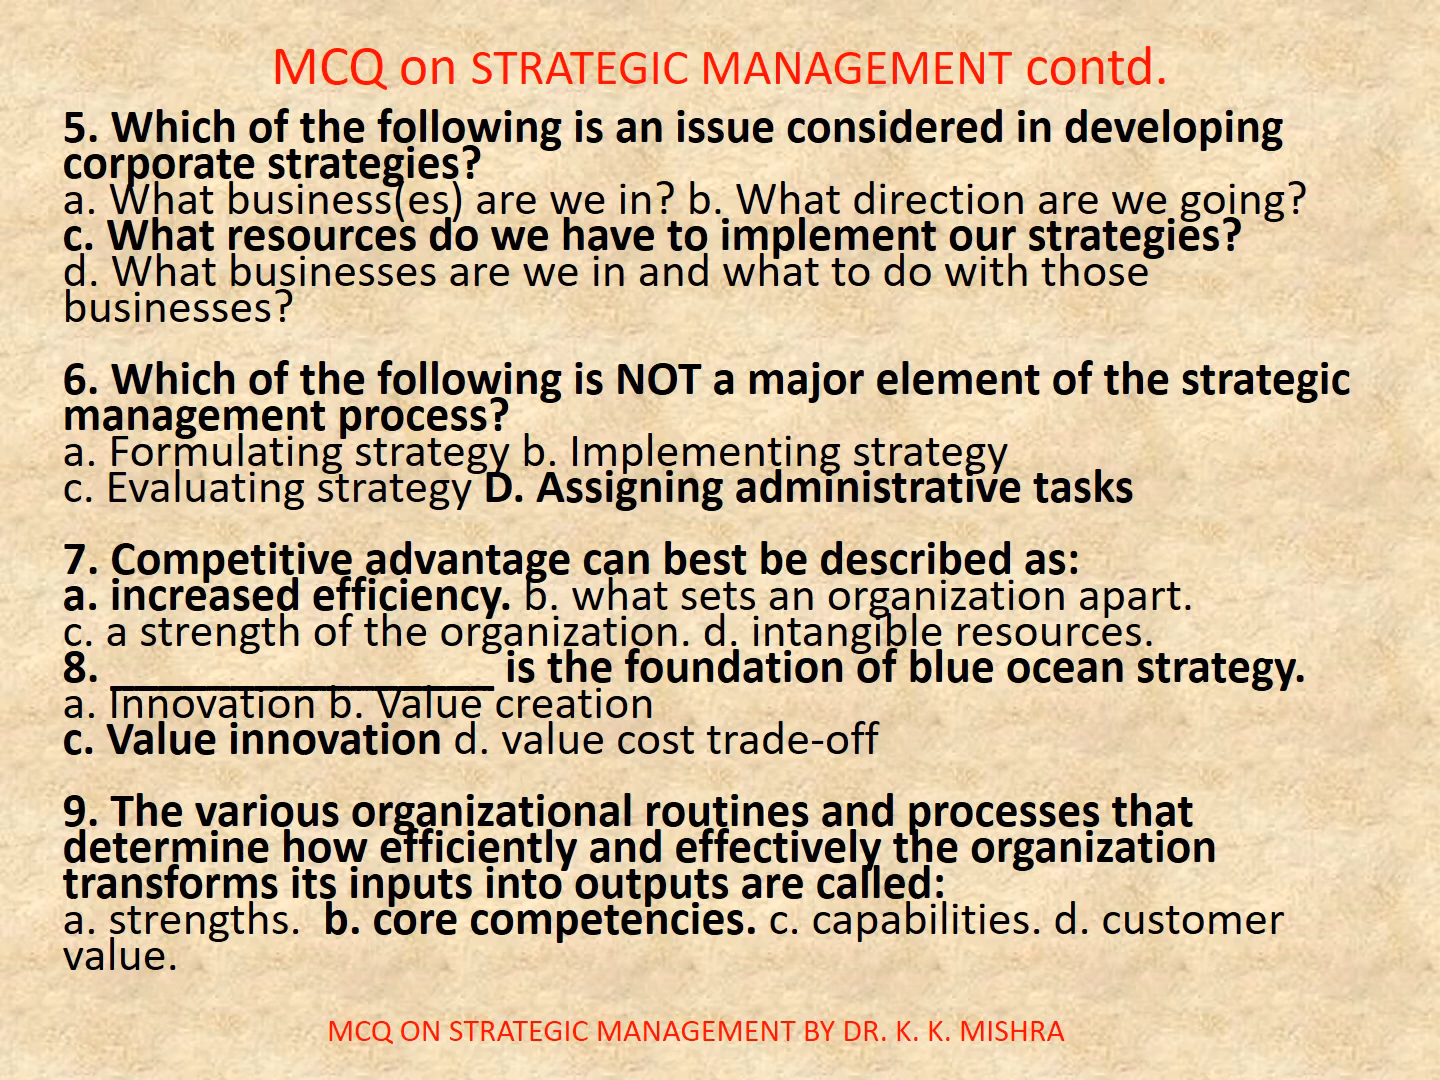 MCQ on STRATEGIC MANAGEMENT contd.
5. Which of the following is an issue considered in developing
corporate strategies?
a. What business(es) are we in? b. What direction are we going?
c. What resources do we have to implement our strategies?
d. What businesses are we in and what to do with those
businesses?
6. Which of the following is NOT a major element of the strategic
management process?
a. Formulating strategy b. Implementing strategy
c. Evaluating strategy D. Assigning administrative tasks
7. Competitive advantage can best be described as:
a. increased efficiency. b. what sets an organization apart.
c. a strength of the organization. d. intangible resources.
8. _________________ is the foundation of blue ocean strategy.
a. Innovation b. Value creation
c. Value innovation d. value cost trade-off
9. The various organizational routines and processes that
determine how efficiently and effectively the organization
transforms its inputs into outputs are called:
a. strengths.  b. core competencies. c. capabilities. d. customer
value.
MCQ ON STRATEGIC MANAGEMENT BY DR. K. K. MISHRA